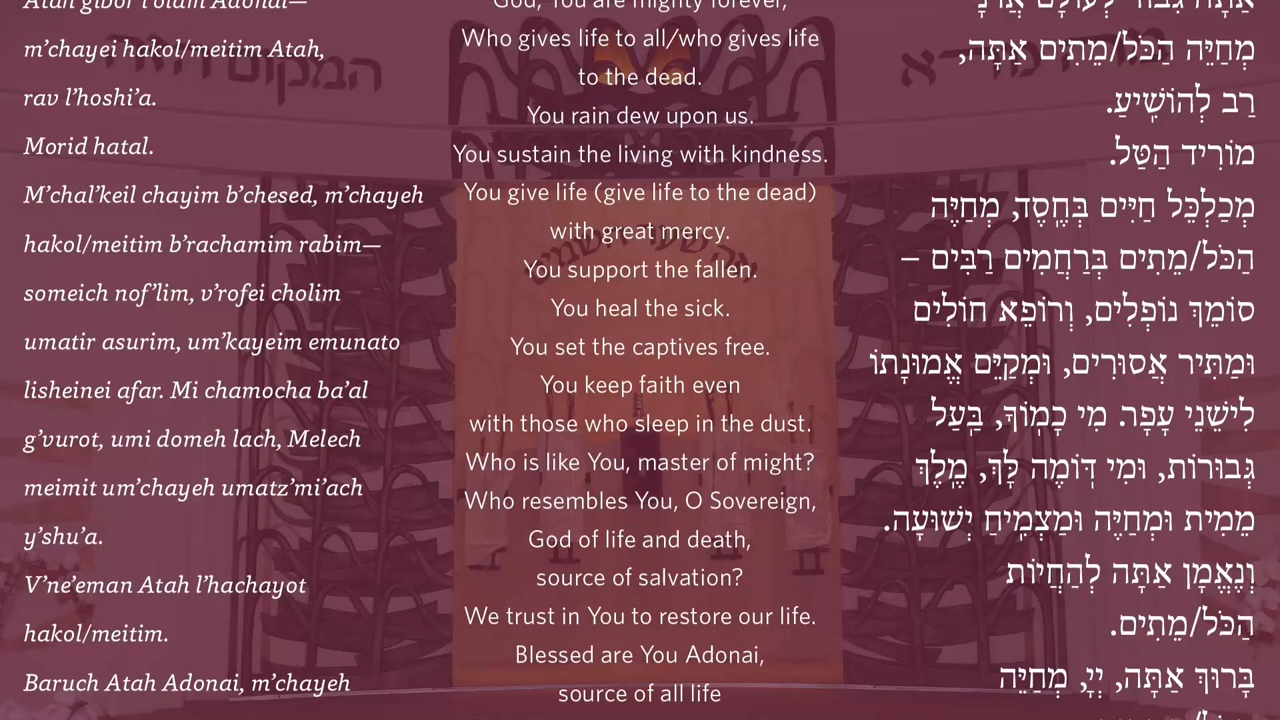 Atah gibor l'olam Adonai—
m'chayei hakol/meitim Atah,
rav l'hoshi'a.
Morid hatal.
M'chal'keil chayim b'chesed, m'chayeh
hakol/meitim b'rachamim rabim—
someich nof'lim, v'rofei cholim
umatir asurim, um'kayeim emunato
lisheinei afar. Mi chamocha ba'al
g'vurot, umi domeh lach, Melech
meimit um'chayeh umatz'mi'ach
y'shu'a.
V'ne'eman Atah l'hachayot
hakol/meitim.
Baruch Atah Adonai, m'chayeh
God, You are mighty forever,
Who gives life to all/who gives life
to the dead.
You rain dew upon us.
You sustain the living with kindness.
You give life (give life to the dead)
with great mercy.
You support the fallen.
You heal the sick.
You set the captives free.
You keep faith even
with those who sleep in the dust.
Who is like You, master of might?
Who resembles You, O Sovereign,
God of life and death,
source of salvation?
We trust in You to restore our life.
Blessed are You Adonai,
source of all life
אַתָּה גִּבּוֹר לְעוֹלָם אֲדֹנָי
מְחַיֵּה הַכֹּל/מֵתִים אַתָּה,
רַב לְהוֹשִֽׁיעַ.
מוֹרִיד הַטַּל.
מְכַלְכֵּל חַיִּים בְּחֶֽסֶד, מְחַיֵּה
הַכֹּל/מֵתִים בְּרַחֲמִים רַבִּים –
סוֹמֵךְ נוֹפְלִים, וְרוֹפֵא חוֹלִים
וּמַתִּיר אֲסוּרִים, וּמְקַיֵּם אֱמוּנָתוֹ
לִישֵׁנֵי עָפָר. מִי כָמֽוֹךָ, בַּֽעַל
גְּבוּרוֹת, וּמִי דֽוֹמֶה לָּךְ, מֶֽלֶךְ
מֵמִית וּמְחַיֶּה וּמַצְמִֽיחַ יְשׁוּעָה.
וְנֶאֱמָן אַתָּה לְהַחֲיוֹת
הַכֹּל/מֵתִים.
בָּרוּךְ אַתָּה, יְיָ, מְחַיֵּה
המקום הזה